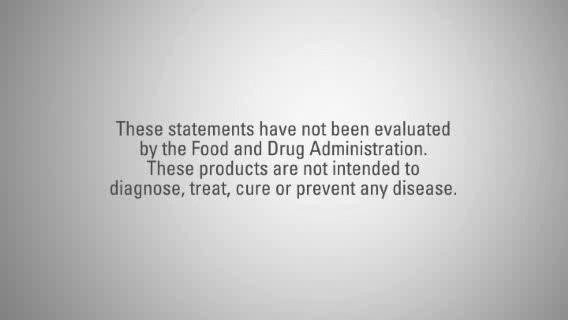 These statements have not been evaluated
by the Food and Drug Administration.
These products are not intended to
diagnose, treat, cure or prevent any disease.